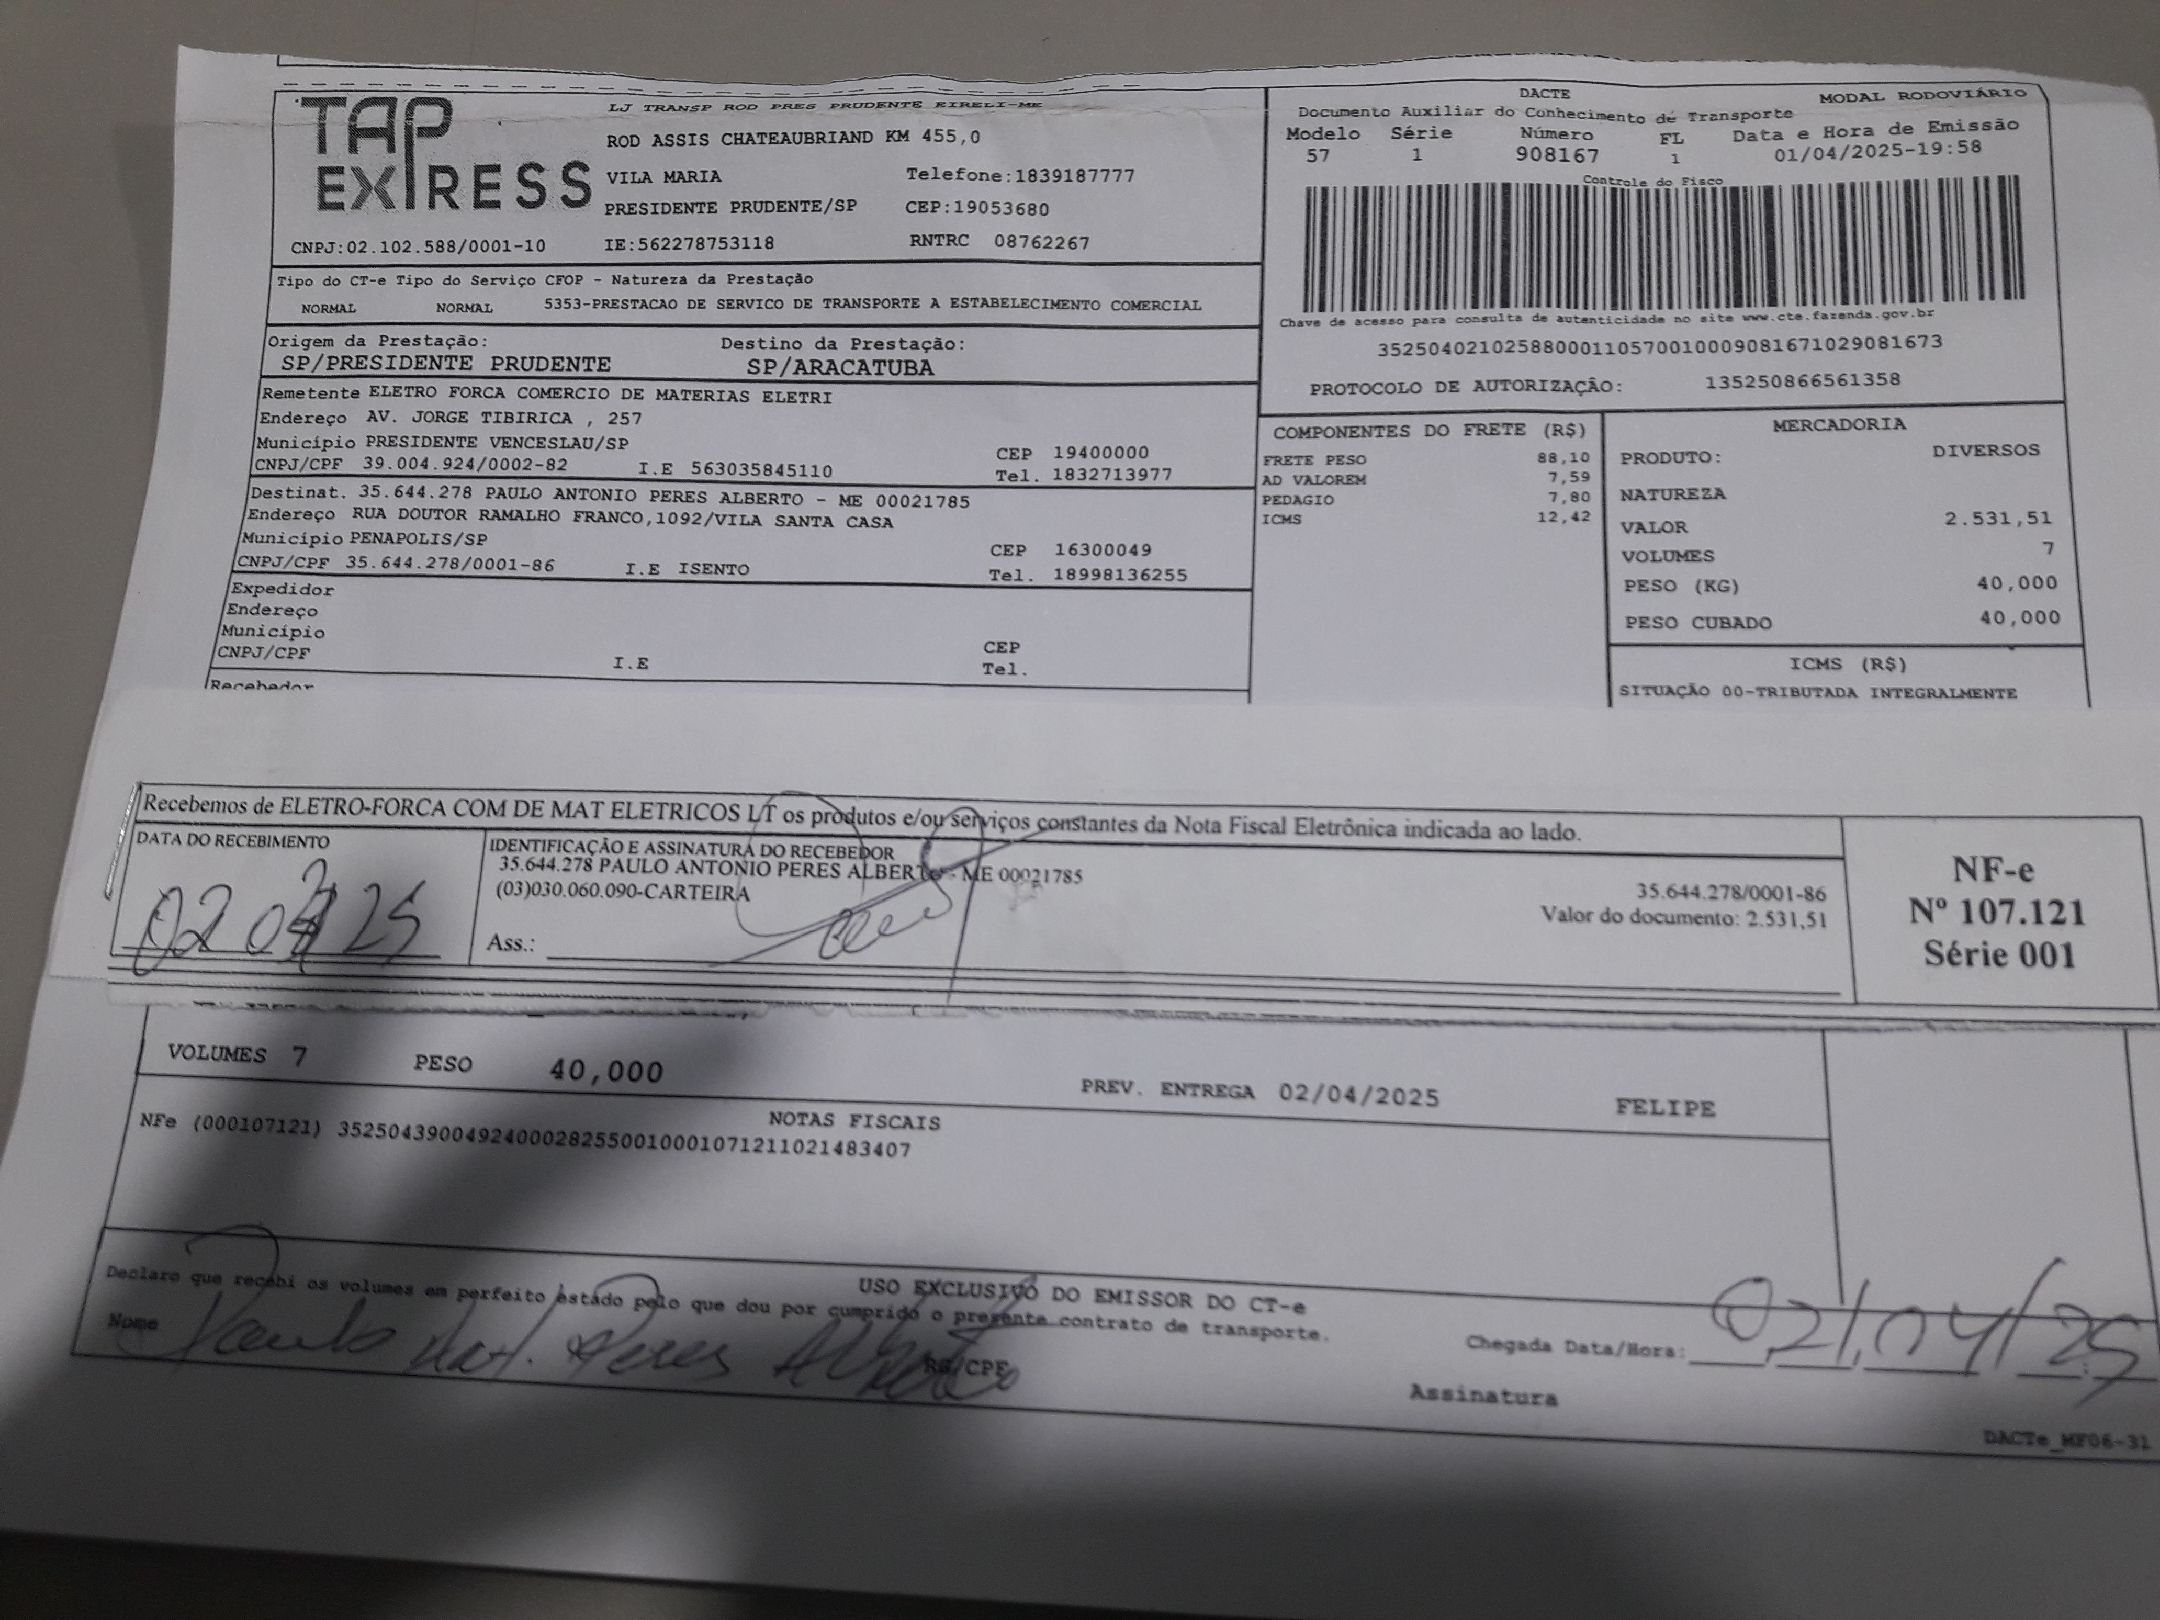 TAP
EXPRESS
LJ TRANSP ROD PRES PRUDENTE EIRELI-ME
ROD ASSIS CHATEAUBRIAND KM 455,0
VILA MARIA Telefone:1839187777
PRESIDENTE PRUDENTE/SP CEP:19053680
CNPJ:02.102.588/0001-10 IE:562278753118 RNTRC 08762267
DACTE MODAL RODOVIÁRIO
Documento Auxiliar do Conhecimento de Transporte
Modelo Série Número FL Data e Hora de Emissão
57 1 908167 1 01/04/2025-19:58
Controle do Fisco
Chave de acesso para consulta de autenticidade no site www.cte.fazenda.gov.br
35250402102588000110570010009081671029081673
PROTOCOLO DE AUTORIZAÇÃO: 135250866561358
Tipo do CT-e Tipo do Serviço CFOP - Natureza da Prestação
NORMAL NORMAL 5353-PRESTACAO DE SERVICO DE TRANSPORTE A ESTABELECIMENTO COMERCIAL
Origem da Prestação: Destino da Prestação:
SP/PRESIDENTE PRUDENTE SP/ARACATUBA
Remetente ELETRO FORCA COMERCIO DE MATERIAS ELETRI
Endereço AV. JORGE TIBIRICA , 257
Município PRESIDENTE VENCESLAU/SP CEP 19400000
CNPJ/CPF 39.004.924/0002-82 I.E 563035845110 Tel. 1832713977
Destinat. 35.644.278 PAULO ANTONIO PERES ALBERTO - ME 00021785
Endereço RUA DOUTOR RAMALHO FRANCO,1092/VILA SANTA CASA
Município PENAPOLIS/SP CEP 16300049
CNPJ/CPF 35.644.278/0001-86 I.E ISENTO Tel. 18998136255
Expedidor
Endereço
Município CEP
CNPJ/CPF I.E Tel.
Recebedor
COMPONENTES DO FRETE (R$)
FRETE PESO 88,10
AD VALOREM 7,59
PEDAGIO 7,80
ICMS 12,42
MERCADORIA
PRODUTO: DIVERSOS
NATUREZA
VALOR 2.531,51
VOLUMES 7
PESO (KG) 40,000
PESO CUBADO 40,000
ICMS (R$)
SITUAÇÃO 00-TRIBUTADA INTEGRALMENTE
Recebemos de ELETRO-FORCA COM DE MAT ELETRICOS LT os produtos e/ou serviços constantes da Nota Fiscal Eletrônica indicada ao lado.
DATA DO RECEBIMENTO
02 04 25
IDENTIFICAÇÃO E ASSINATURA DO RECEBEDOR
35.644.278 PAULO ANTONIO PERES ALBERTO - ME 00021785
(03)030.060.090-CARTEIRA
35.644.278/0001-86
Valor do documento: 2.531,51
Ass.:
NF-e
Nº 107.121
Série 001
VOLUMES 7 PESO 40,000 PREV. ENTREGA 02/04/2025 FELIPE
NOTAS FISCAIS
NFe (000107121) 35250439004924000282550010001071211021483407
USO EXCLUSIVO DO EMISSOR DO CT-e
Declaro que recebi os volumes em perfeito estado pelo que dou por cumprido o presente contrato de transporte.
Nome Paulo Ant. Peres Alberto RG/CPF
Chegada Data/Hora: 02/04/25
Assinatura
DACTe_MF06-31